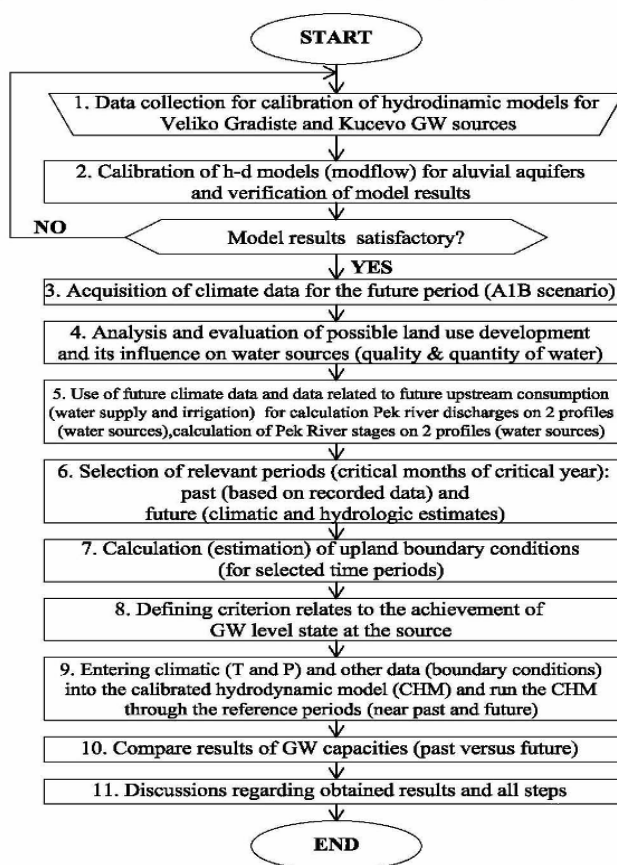 START
1. Data collection for calibration of hydrodinamic models for
Veliko Gradiste and Kucevo GW sources
2. Calibration of h-d models (modflow) for aluvial aquifers
and verification of model results
NO
Model results satisfactory?
YES
3. Acquisition of climate data for the future period (A1B scenario)
4. Analysis and evaluation of possible land use development
and its influence on water sources (quality & quantity of water)
5. Use of future climate data and data related to future upstream consumption
(water supply and irrigation) for calculation Pek river discharges on 2 profiles
(water sources),calculation of Pek River stages on 2 profiles (water sources)
6. Selection of relevant periods (critical months of critical year):
past (based on recorded data) and
future (climatic and hydrologic estimates)
7. Calculation (estimation) of upland boundary conditions
(for selected time periods)
8. Defining criterion relates to the achievement of
GW level state at the source
9. Entering climatic (T and P) and other data (boundary conditions)
into the calibrated hydrodynamic model (CHM) and run the CHM
through the reference periods (near past and future)
10. Compare results of GW capacities (past versus future)
11. Discussions regarding obtained results and all steps
END